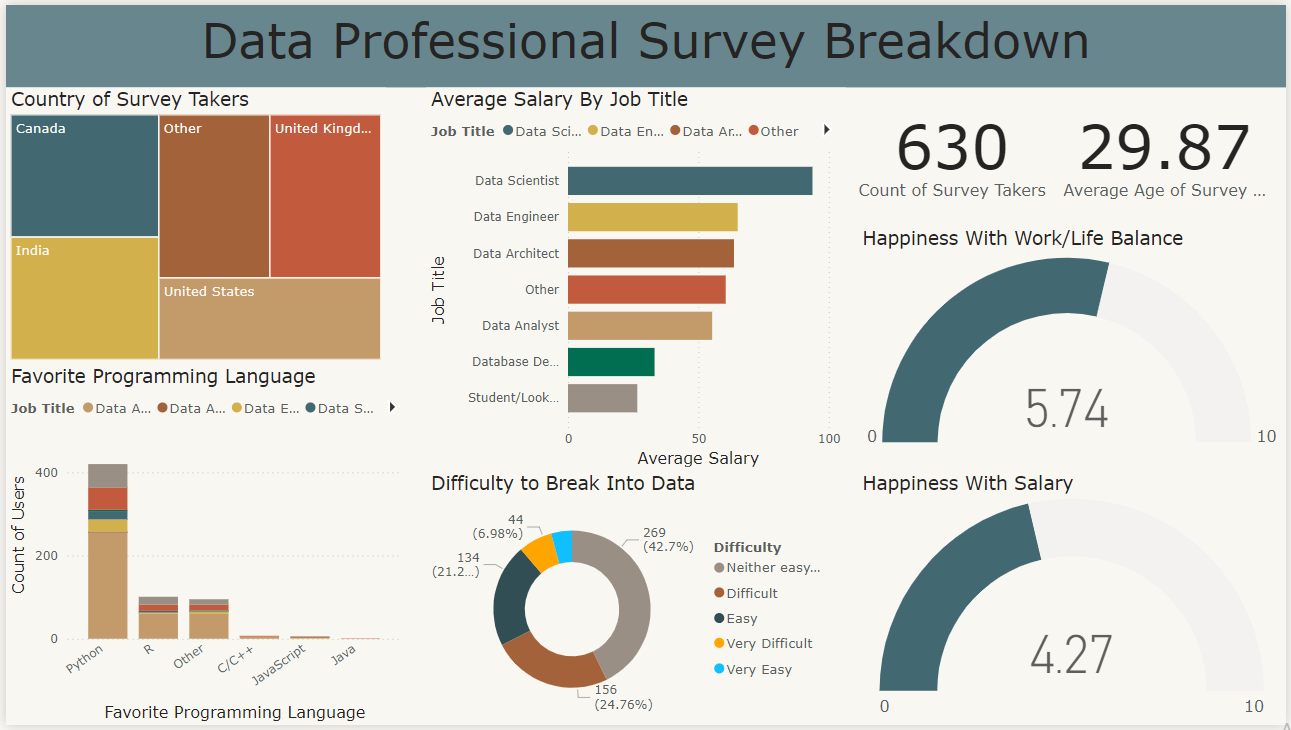 Data Professional Survey Breakdown
Country of Survey Takers
Canada
Other
United Kingd...
India
United States
Average Salary By Job Title
Job Title Data Sci... Data En... Data Ar... Other
Job Title
Data Scientist
Data Engineer
Data Architect
Other
Data Analyst
Database De...
Student/Look...
0 50 100
Average Salary
630
Count of Survey Takers
29.87
Average Age of Survey ...
Happiness With Work/Life Balance
5.74
0 10
Favorite Programming Language
Job Title Data A... Data A... Data E... Data S...
Count of Users
400
200
0
Python R Other C/C++ JavaScript Java
Favorite Programming Language
Difficulty to Break Into Data
44
(6.98%)
269
(42.7%)
134
(21.2...)
156
(24.76%)
Difficulty
Neither easy...
Difficult
Easy
Very Difficult
Very Easy
Happiness With Salary
4.27
0 10